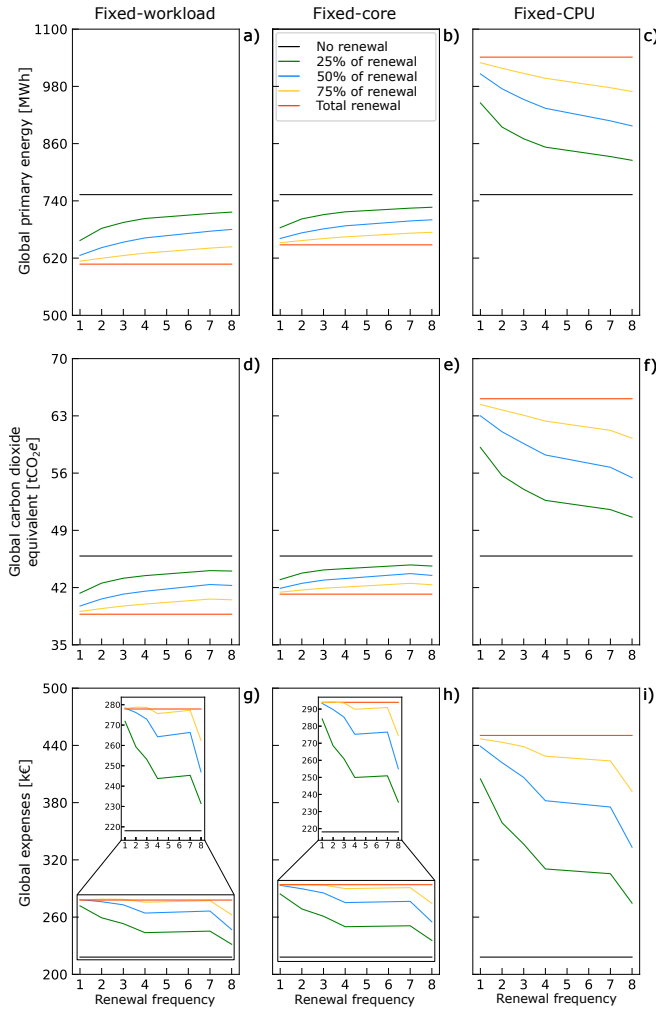 Fixed-workload
Fixed-core
Fixed-CPU
Global primary energy [MWh]
1100
980
860
740
620
500
a)
b)
c)
No renewal
25% of renewal
50% of renewal
75% of renewal
Total renewal
1 2 3 4 5 6 7 8
1 2 3 4 5 6 7 8
1 2 3 4 5 6 7 8
Global carbon dioxide
equivalent [tCO₂e]
70
63
56
49
42
35
d)
e)
f)
1 2 3 4 5 6 7 8
1 2 3 4 5 6 7 8
1 2 3 4 5 6 7 8
Global expenses [k€]
500
440
380
320
260
200
g)
280
270
260
250
240
230
220
1 2 3 4 5 6 7 8
h)
290
280
270
260
250
240
230
220
1 2 3 4 5 6 7 8
i)
1 2 3 4 5 6 7 8
1 2 3 4 5 6 7 8
1 2 3 4 5 6 7 8
Renewal frequency
Renewal frequency
Renewal frequency